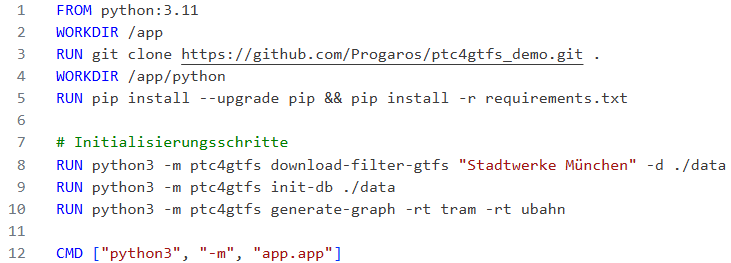 1 FROM python:3.11
2 WORKDIR /app
3 RUN git clone https://github.com/Progaros/ptc4gtfs_demo.git .
4 WORKDIR /app/python
5 RUN pip install --upgrade pip && pip install -r requirements.txt
6
7 # Initialisierungsschritte
8 RUN python3 -m ptc4gtfs download-filter-gtfs "Stadtwerke München" -d ./data
9 RUN python3 -m ptc4gtfs init-db ./data
10 RUN python3 -m ptc4gtfs generate-graph -rt tram -rt ubahn
11
12 CMD ["python3", "-m", "app.app"]